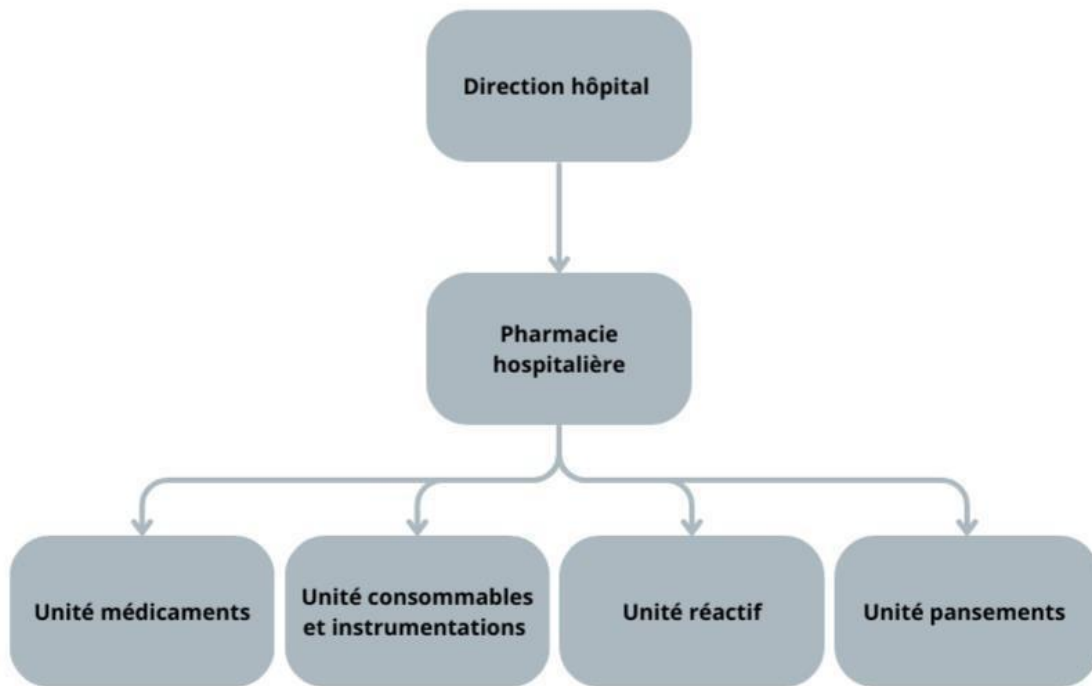 Direction hôpital
Pharmacie
hospitalière
Unité médicaments
Unité consommables
et instrumentations
Unité réactif
Unité pansements